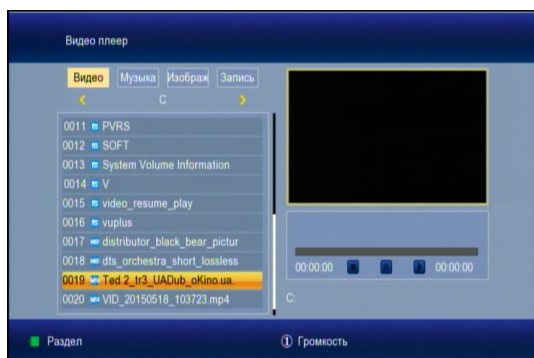 Видео плеер
Видео Музыка Изображ Запись
C
0011 PVRS
0012 SOFT
0013 System Volume Information
0014 V
0015 video_resume_play
0016 vuplus
0017 distributor_black_bear_pictur
0018 dts_orchestra_short_lossless
0019 Ted 2_tr3_UADub_oKino.ua.
0020 VID_20150518_103723.mp4
00:00:00 00:00:00
C:
Раздел
① Громкость